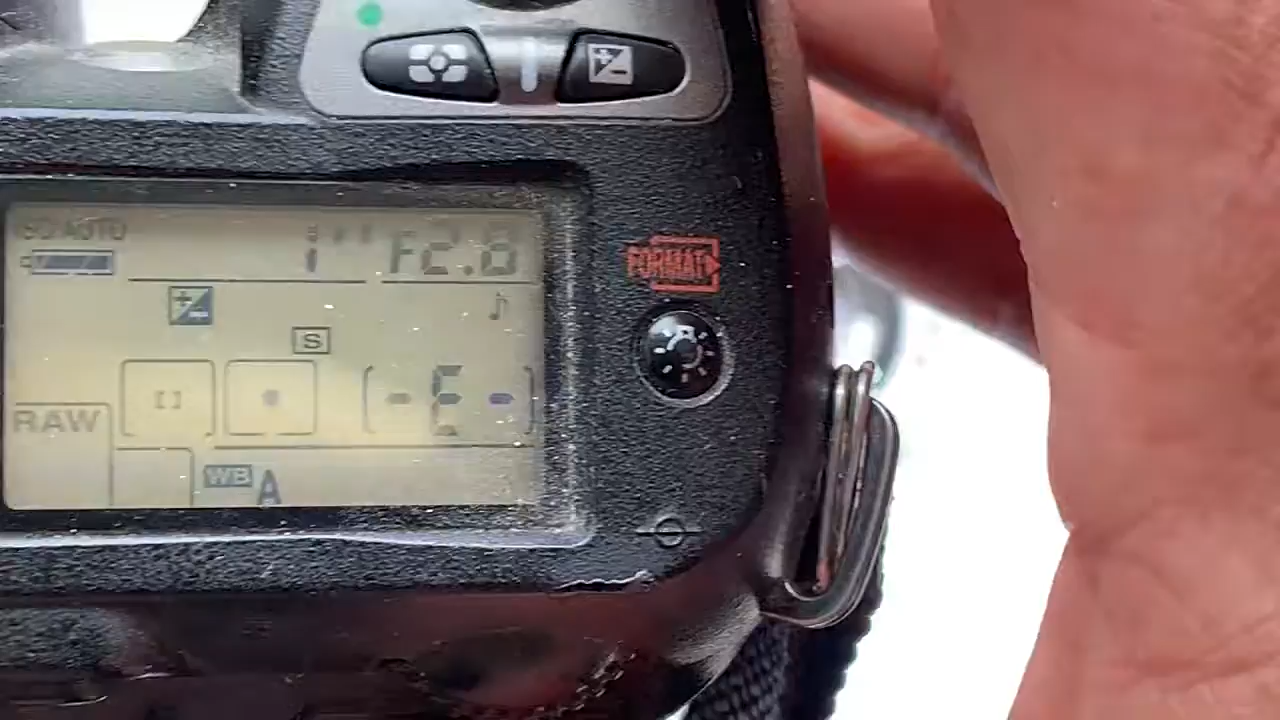 ISO AUTO
F2.8
FORMAT
S
[-E-]
RAW
WB A